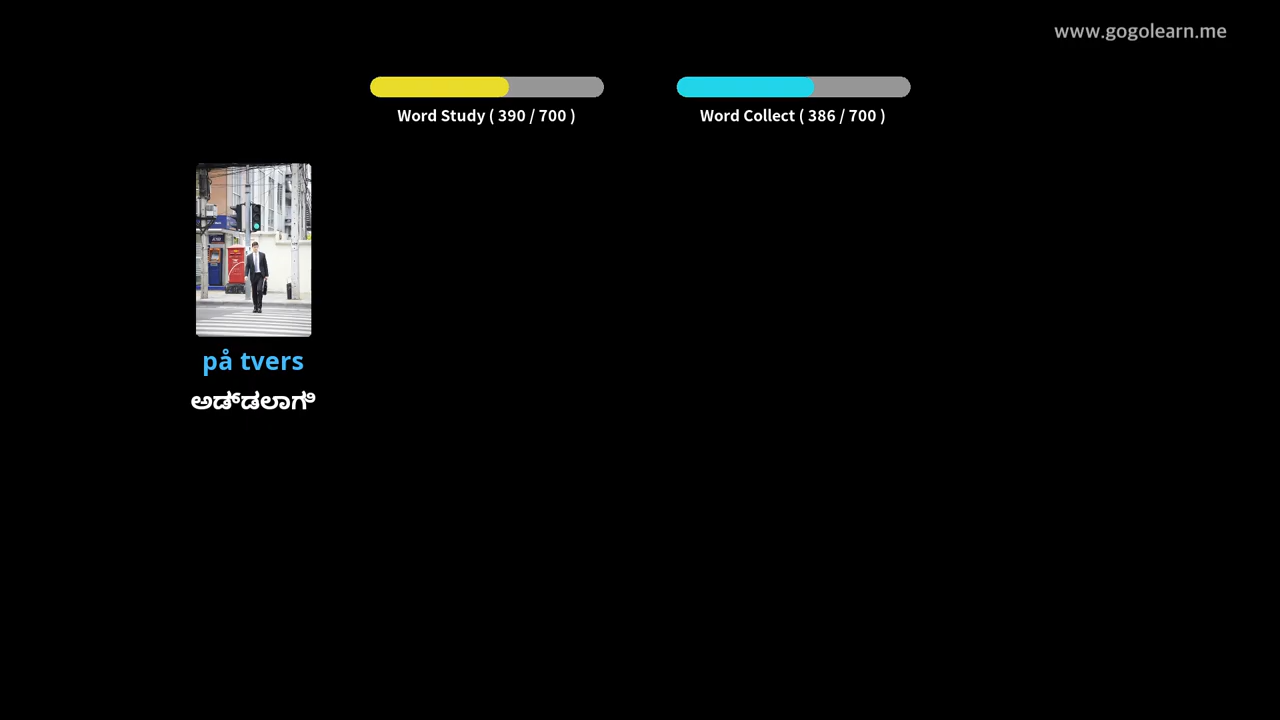 www.gogolearn.me
Word Study ( 390 / 700 )
Word Collect ( 386 / 700 )
på tvers
ಅಡ್ಡಲಾಗಿ